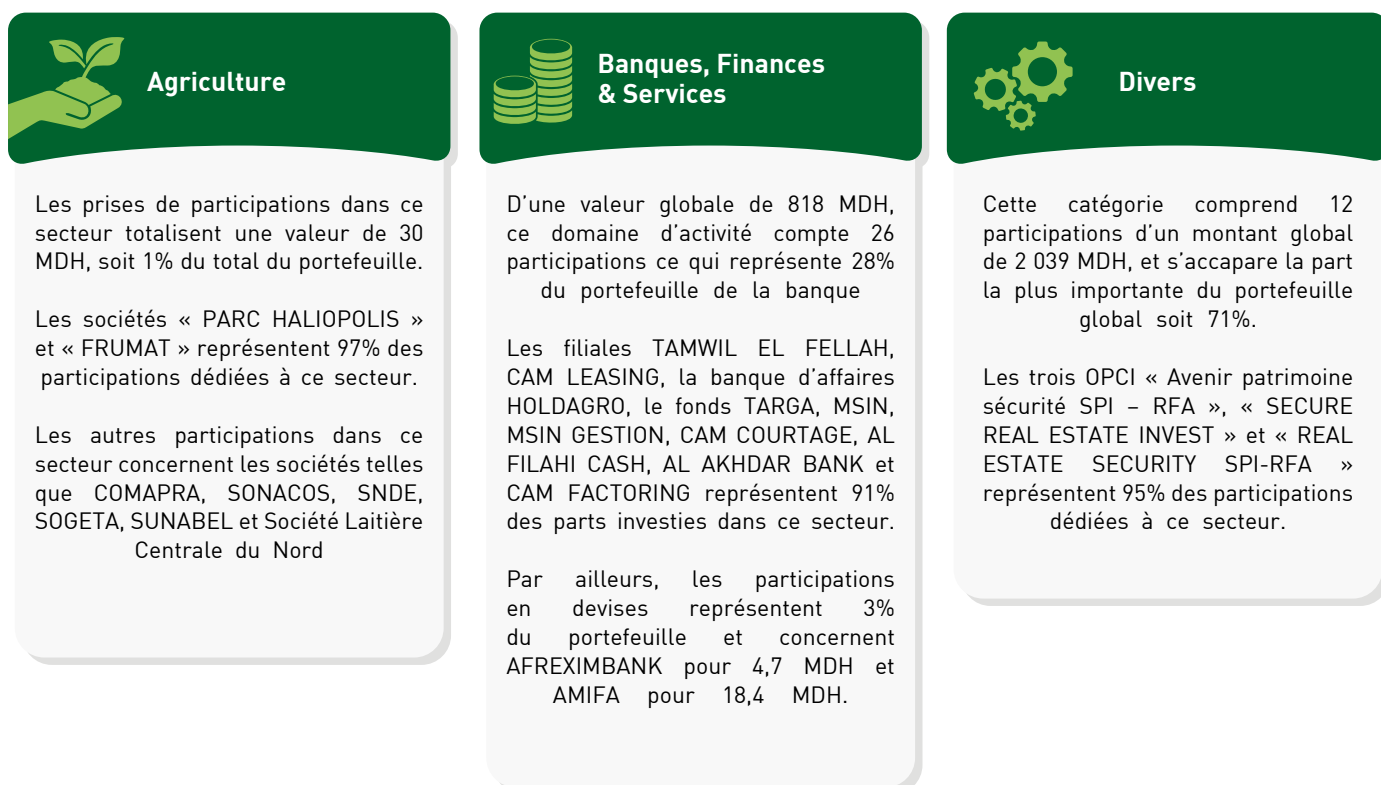 Agriculture
Les prises de participations dans ce
secteur totalisent une valeur de 30
MDH, soit 1% du total du portefeuille.
Les sociétés « PARC HALIOPOLIS »
et « FRUMAT » représentent 97% des
participations dédiées à ce secteur.
Les autres participations dans ce
secteur concernent les sociétés telles
que COMAPRA, SONACOS, SNDE,
SOGETA, SUNABEL et Société Laitière
Centrale du Nord
Banques, Finances
& Services
D’une valeur globale de 818 MDH,
ce domaine d’activité compte 26
participations ce qui représente 28%
du portefeuille de la banque
Les filiales TAMWIL EL FELLAH,
CAM LEASING, la banque d’affaires
HOLDAGRO, le fonds TARGA, MSIN,
MSIN GESTION, CAM COURTAGE, AL
FILAHI CASH, AL AKHDAR BANK et
CAM FACTORING représentent 91%
des parts investies dans ce secteur.
Par ailleurs, les participations
en devises représentent 3%
du portefeuille et concernent
AFREXIMBANK pour 4,7 MDH et
AMIFA pour 18,4 MDH.
Divers
Cette catégorie comprend 12
participations d’un montant global
de 2 039 MDH, et s’accapare la part
la plus importante du portefeuille
global soit 71%.
Les trois OPCI « Avenir patrimoine
sécurité SPI – RFA », « SECURE
REAL ESTATE INVEST » et « REAL
ESTATE SECURITY SPI-RFA »
représentent 95% des participations
dédiées à ce secteur.